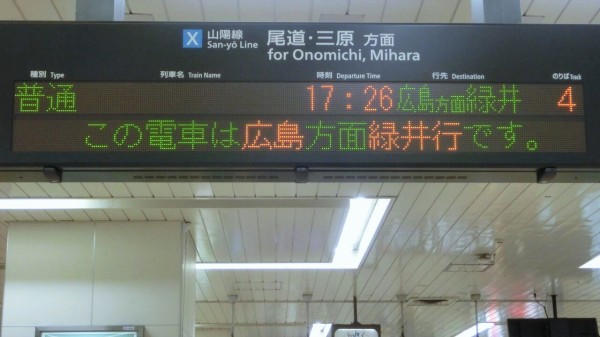 X 山陽線 San-yō Line 尾道・三原 方面 for Onomichi, Mihara
種別 Type 列車名 Train Name 時刻 Departure Time 行先 Destination のりば Track
普通 17:26 広島方面緑井 4
この電車は広島方面緑井行です。